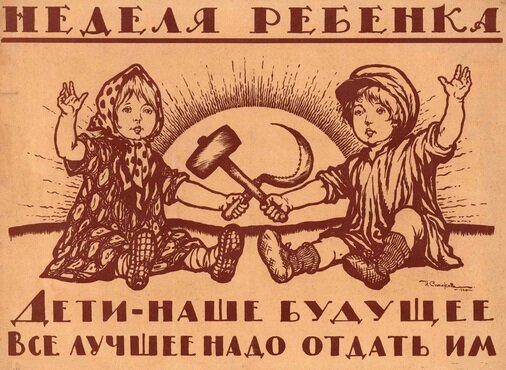 НЕДЕЛЯ РЕБЕНКА
ДЕТИ-НАШЕ БУДУЩЕЕ
ВСЕ ЛУЧШЕЕ НАДО ОТДАТЬ ИМ